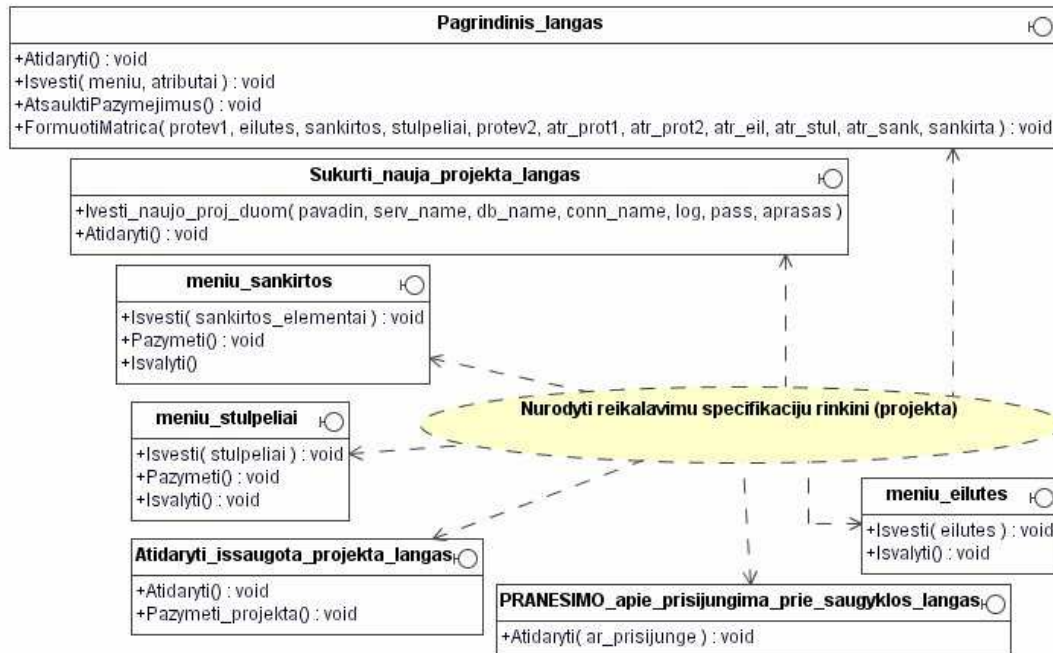 Pagrindinis_langas
+Atidaryti() : void
+Isvesti( meniu, atributai ) : void
+AtsauktiPazymejimus() : void
+FormuotiMatrica( protev1, eilutes, sankirtos, stulpeliai, protev2, atr_prot1, atr_prot2, atr_eil, atr_stul, atr_sank, sankirta ) : void
Sukurti_nauja_projekta_langas
+Ivesti_naujo_proj_duom( pavadin, serv_name, db_name, conn_name, log, pass, aprasas )
+Atidaryti() : void
meniu_sankirtos
+Isvesti( sankirtos_elementai ) : void
+Pazymeti() : void
+Isvalyti()
Nurodyti reikalavimu specifikaciju rinkini (projekta)
meniu_stulpeliai
+Isvesti( stulpeliai ) : void
+Pazymeti() : void
+Isvalyti() : void
meniu_eilutes
+Isvesti( eilutes ) : void
+Isvalyti() : void
Atidaryti_issaugota_projekta_langas
+Atidaryti() : void
+Pazymeti_projekta() : void
PRANESIMO_apie_prisijungima_prie_saugyklos_langas
+Atidaryti( ar_prisijunge ) : void